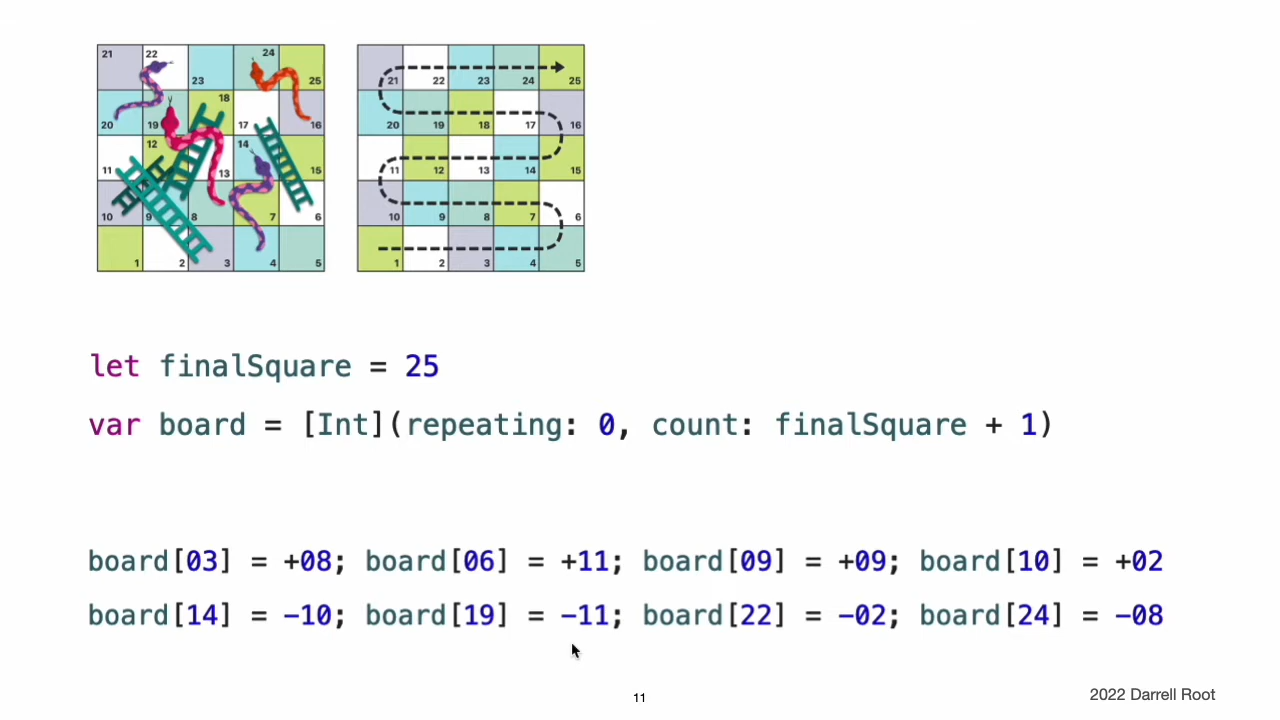 21 22 23 24 25
20 19 18 17 16
11 12 13 14 15
10 9 8 7 6
1 2 3 4 5
21 22 23 24 25
20 19 18 17 16
11 12 13 14 15
10 9 8 7 6
1 2 3 4 5
let finalSquare = 25
var board = [Int](repeating: 0, count: finalSquare + 1)
board[03] = +08; board[06] = +11; board[09] = +09; board[10] = +02
board[14] = -10; board[19] = -11; board[22] = -02; board[24] = -08
11
2022 Darrell Root